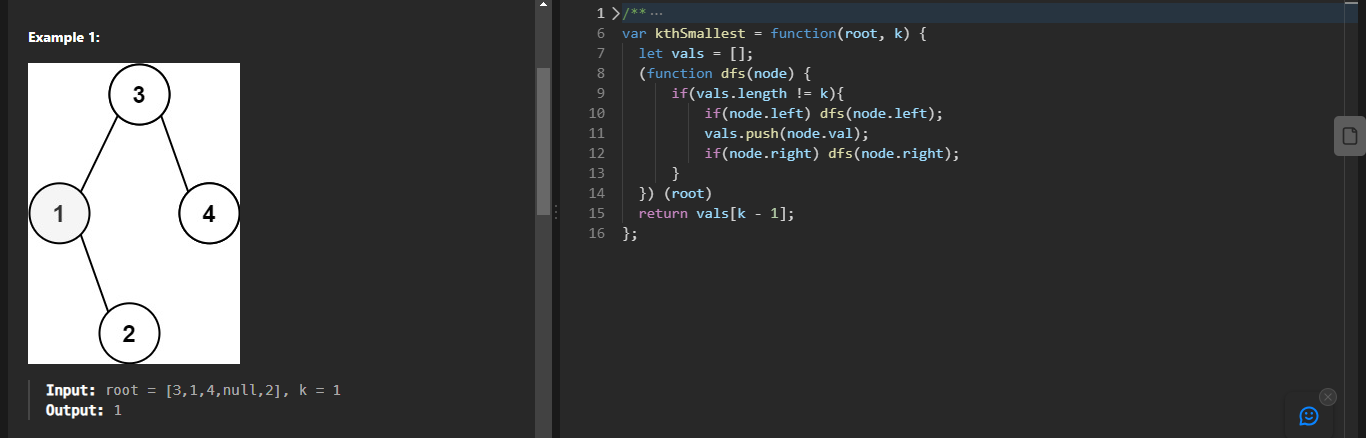 Example 1:
3
1
4
2
Input: root = [3,1,4,null,2], k = 1
Output: 1
1 /** ...
6 var kthSmallest = function(root, k) {
7   let vals = [];
8   (function dfs(node) {
9       if(vals.length != k){
10           if(node.left) dfs(node.left);
11           vals.push(node.val);
12           if(node.right) dfs(node.right);
13       }
14   }) (root)
15   return vals[k - 1];
16 };